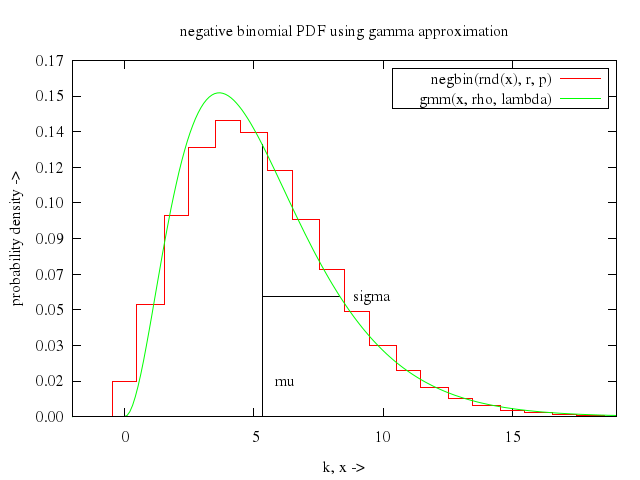 negative binomial PDF using gamma approximation
0.17
0.15
0.14
0.12
0.10
0.09
0.07
0.05
0.03
0.02
0.00
probability density ->
negbin(rnd(x), r, p)
gmm(x, rho, lambda)
sigma
mu
0
5
10
15
k, x ->